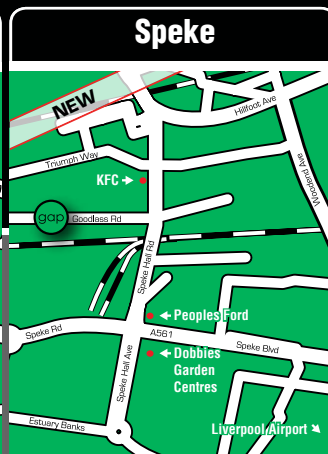 Speke
NEW
Hillfoot Ave
Triumph Way
Woodend Ave
KFC
gap
Goodlass Rd
Speke Hall Rd
Peoples Ford
Speke Rd
A561
Speke Blvd
Dobbies
Garden
Centres
Speke Hall Ave
Estuary Banks
Liverpool Airport